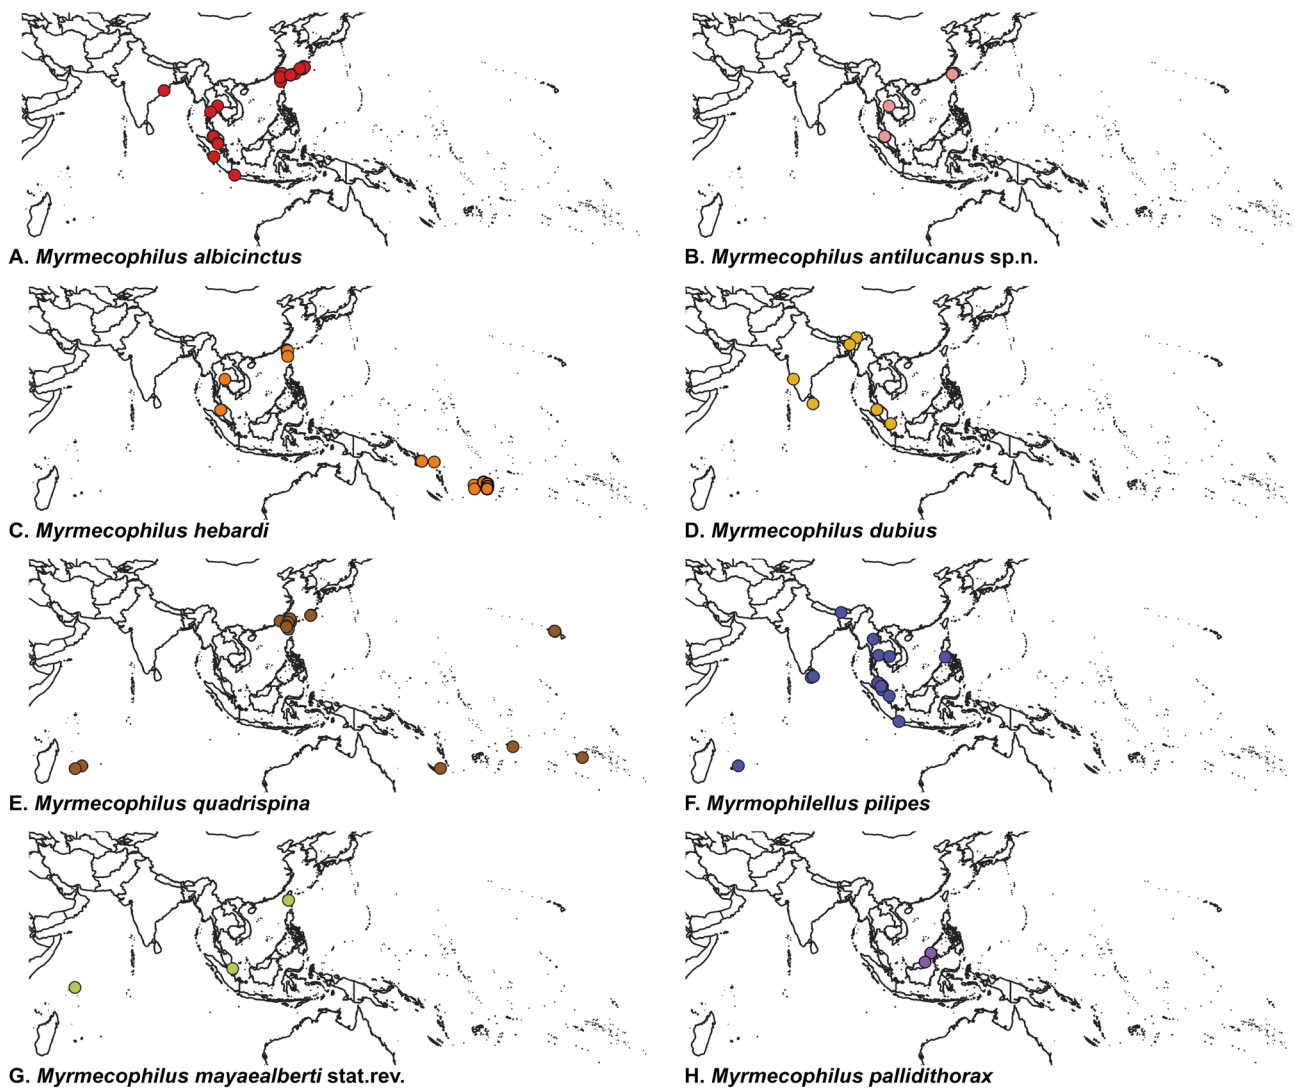 A. Myrmecophilus albicinctus
B. Myrmecophilus antilucanus sp.n.
C. Myrmecophilus hebardi
D. Myrmecophilus dubius
E. Myrmecophilus quadrispina
F. Myrmophilellus pilipes
G. Myrmecophilus mayaealberti stat.rev.
H. Myrmecophilus pallidithorax